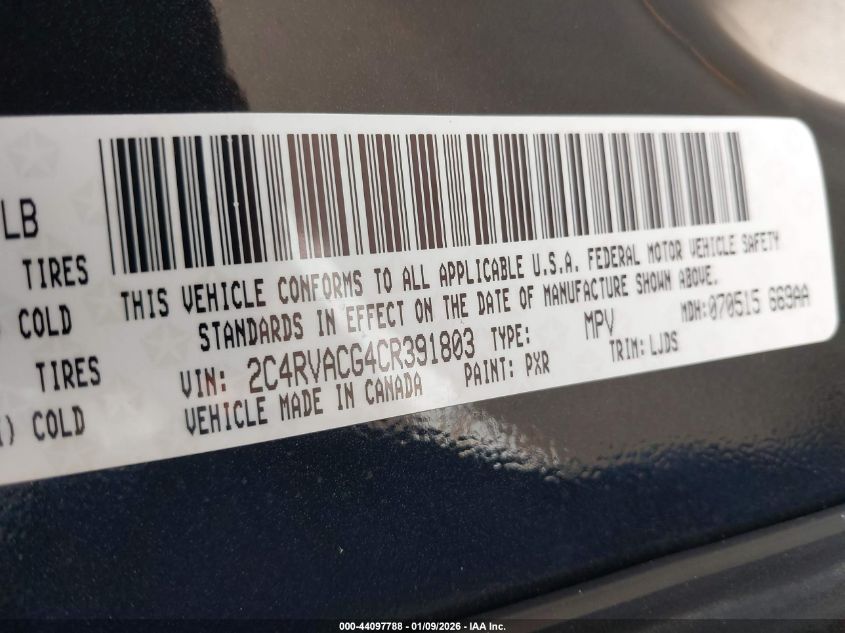 LB
TIRES
COLD
TIRES
) COLD
THIS VEHICLE CONFORMS TO ALL APPLICABLE U.S.A. FEDERAL MOTOR VEHICLE SAFETY
STANDARDS IN EFFECT ON THE DATE OF MANUFACTURE SHOWN ABOVE.
VIN: 2C4RVACG4CR391803 TYPE: MPV MDH:070515 669AA
VEHICLE MADE IN CANADA PAINT: PXR TRIM: LJDS
000-44097788 - 01/09/2026 - IAA Inc.